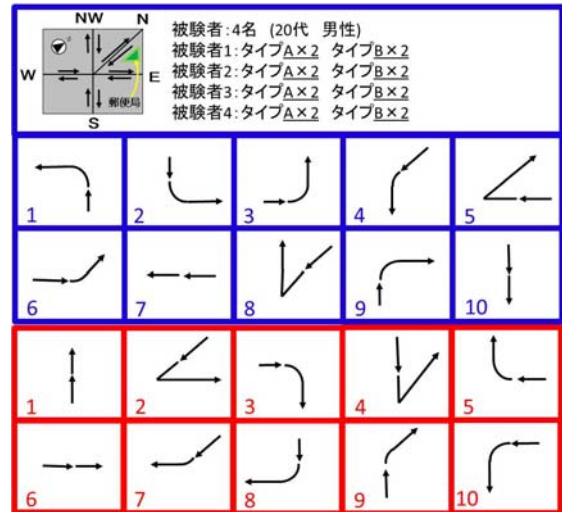 NW N
被験者:4名 (20代 男性)
被験者1:タイプA×2 タイプB×2
被験者2:タイプA×2 タイプB×2
W E
被験者3:タイプA×2 タイプB×2
郵便局
被験者4:タイプA×2 タイプB×2
S
1 2 3 4 5
6 7 8 9 10
1 2 3 4 5
6 7 8 9 10